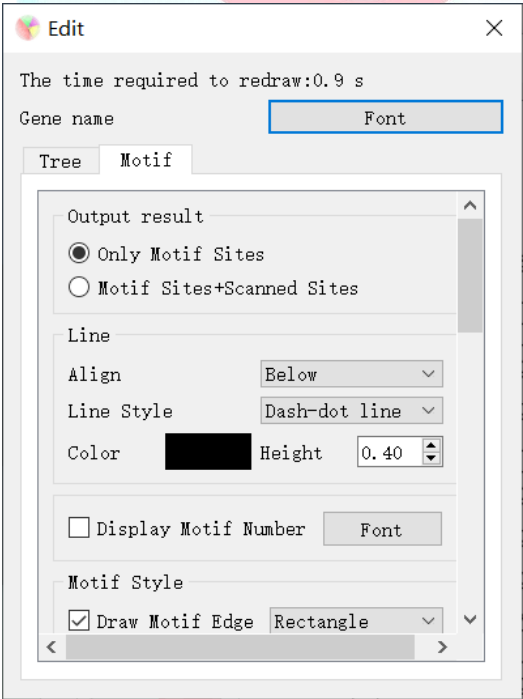 Edit
The time required to redraw:0.9 s
Gene name Font
Tree Motif
Output result
Only Motif Sites
Motif Sites+Scanned Sites
Line
Align Below
Line Style Dash-dot line
Color Height 0.40
Display Motif Number Font
Motif Style
Draw Motif Edge Rectangle